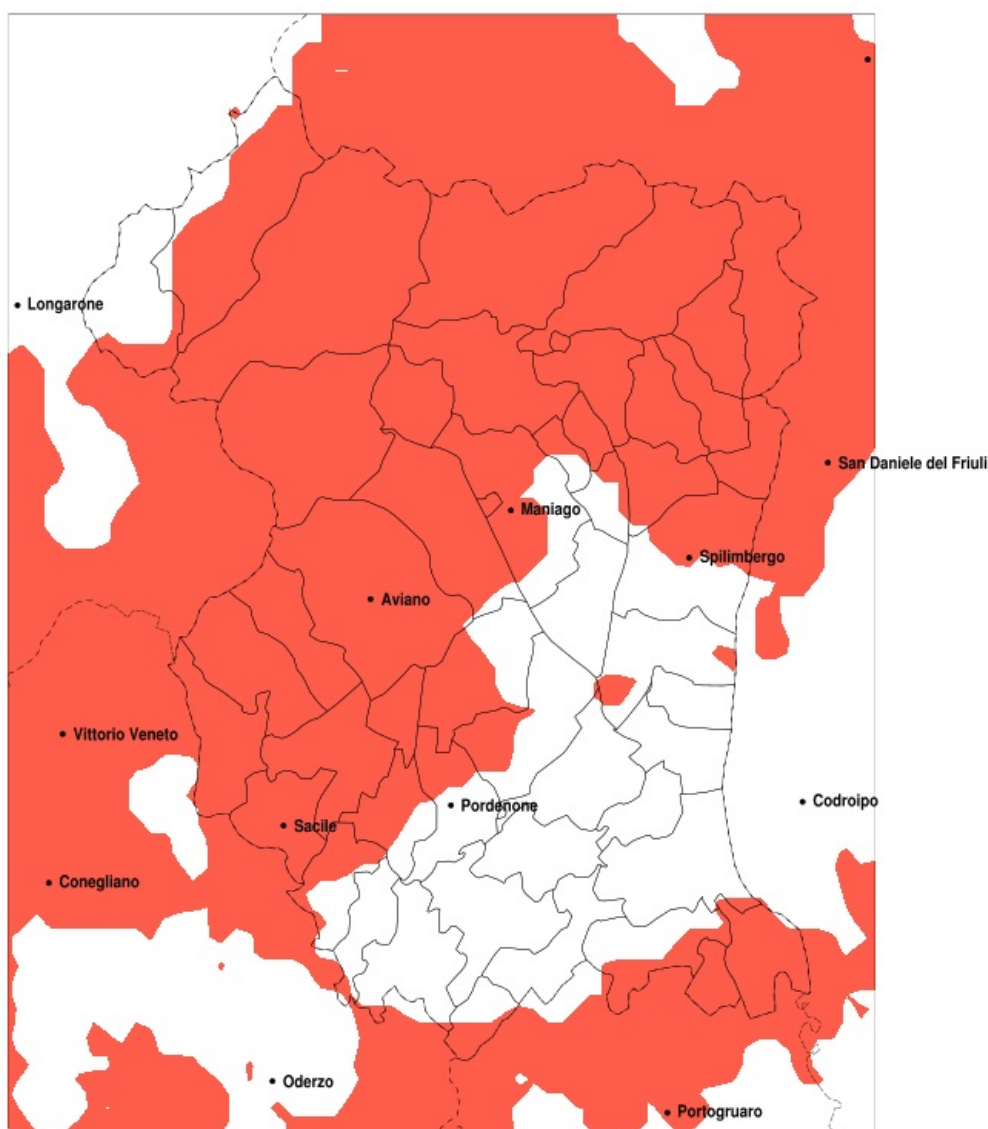 Longarone
San Daniele del Friuli
Maniago
Spilimbergo
Aviano
Vittorio Veneto
Codroipo
Pordenone
Sacile
Conegliano
Oderzo
Portogruaro